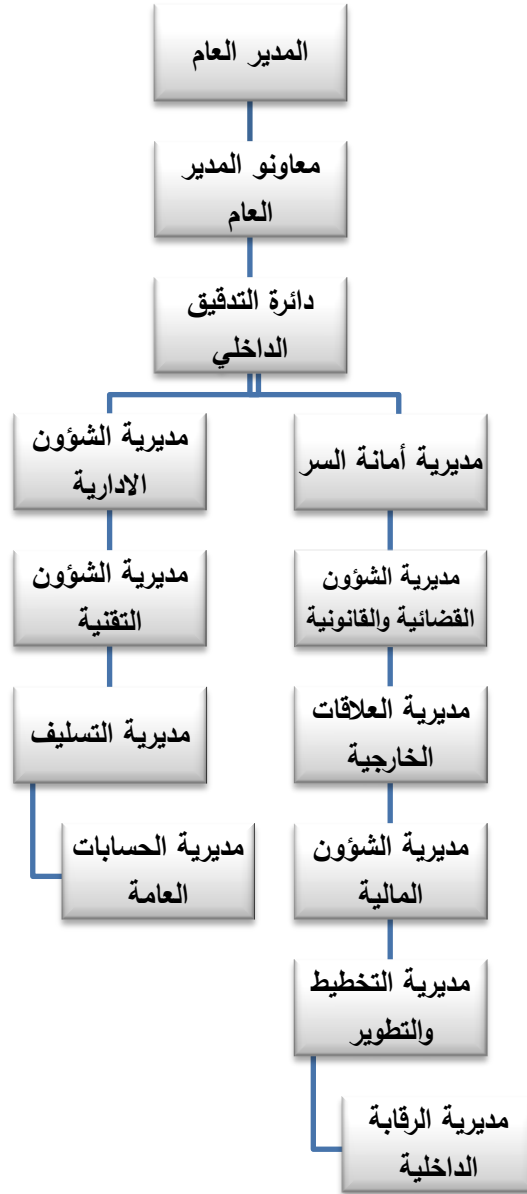 المدير العام
معاونو المدير
العام
دائرة التدقيق
الداخلي
مديرية أمانة السر
مديرية الشؤون
القضائية والقانونية
مديرية العلاقات
الخارجية
مديرية الشؤون
المالية
مديرية التخطيط
والتطوير
مديرية الرقابة
الداخلية
مديرية الشؤون
الادارية
مديرية الشؤون
التقنية
مديرية التسليف
مديرية الحسابات
العامة